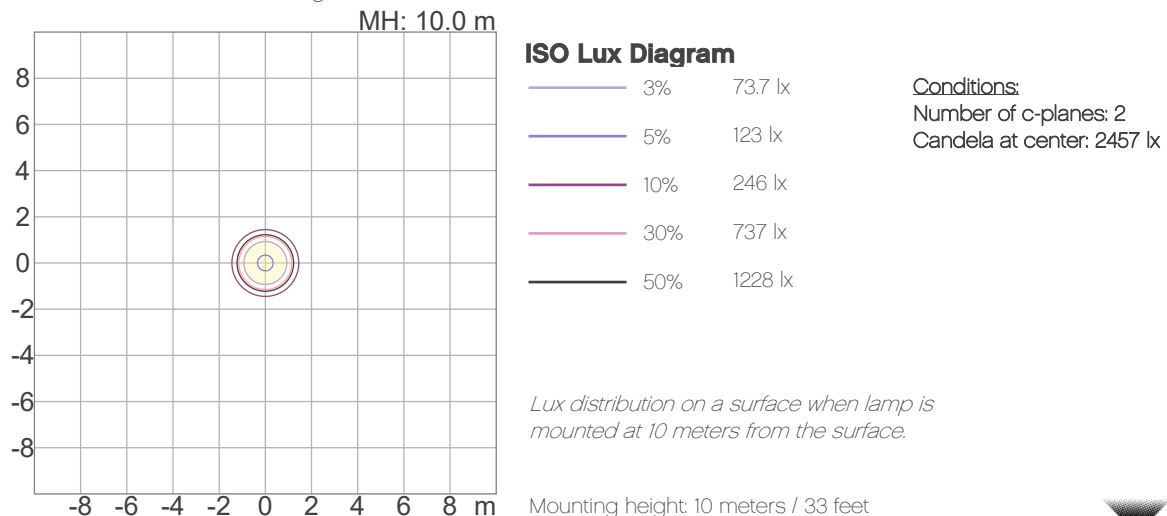 MH: 10.0 m
8
6
4
2
0
-2
-4
-6
-8
-8 -6 -4 -2 0 2 4 6 8 m
ISO Lux Diagram
3% 73.7 lx
5% 123 lx
10% 246 lx
30% 737 lx
50% 1228 lx
Conditions:
Number of c-planes: 2
Candela at center: 2457 lx
Lux distribution on a surface when lamp is
mounted at 10 meters from the surface.
Mounting height: 10 meters / 33 feet